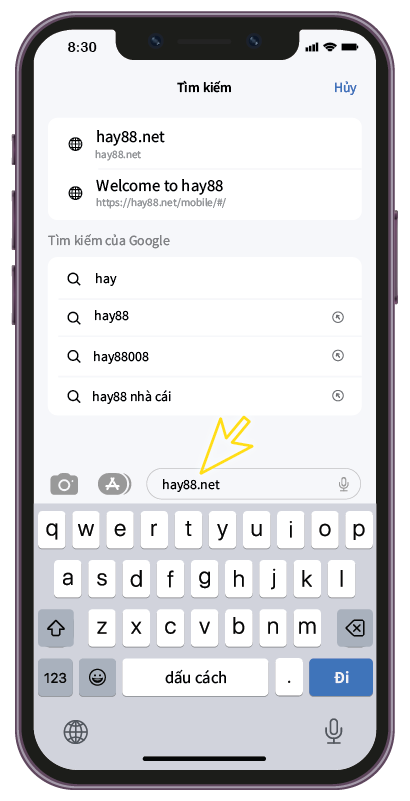 8:30
Tìm kiếm
Hủy
hay88.net
hay88.net
Welcome to hay88
https://hay88.net/mobile/#/
Tìm kiếm của Google
hay
hay88
hay88008
hay88 nhà cái
hay88.net
q w e r t y u i o p
a s d f g h j k l
z x c v b n m
123 dấu cách . Đi